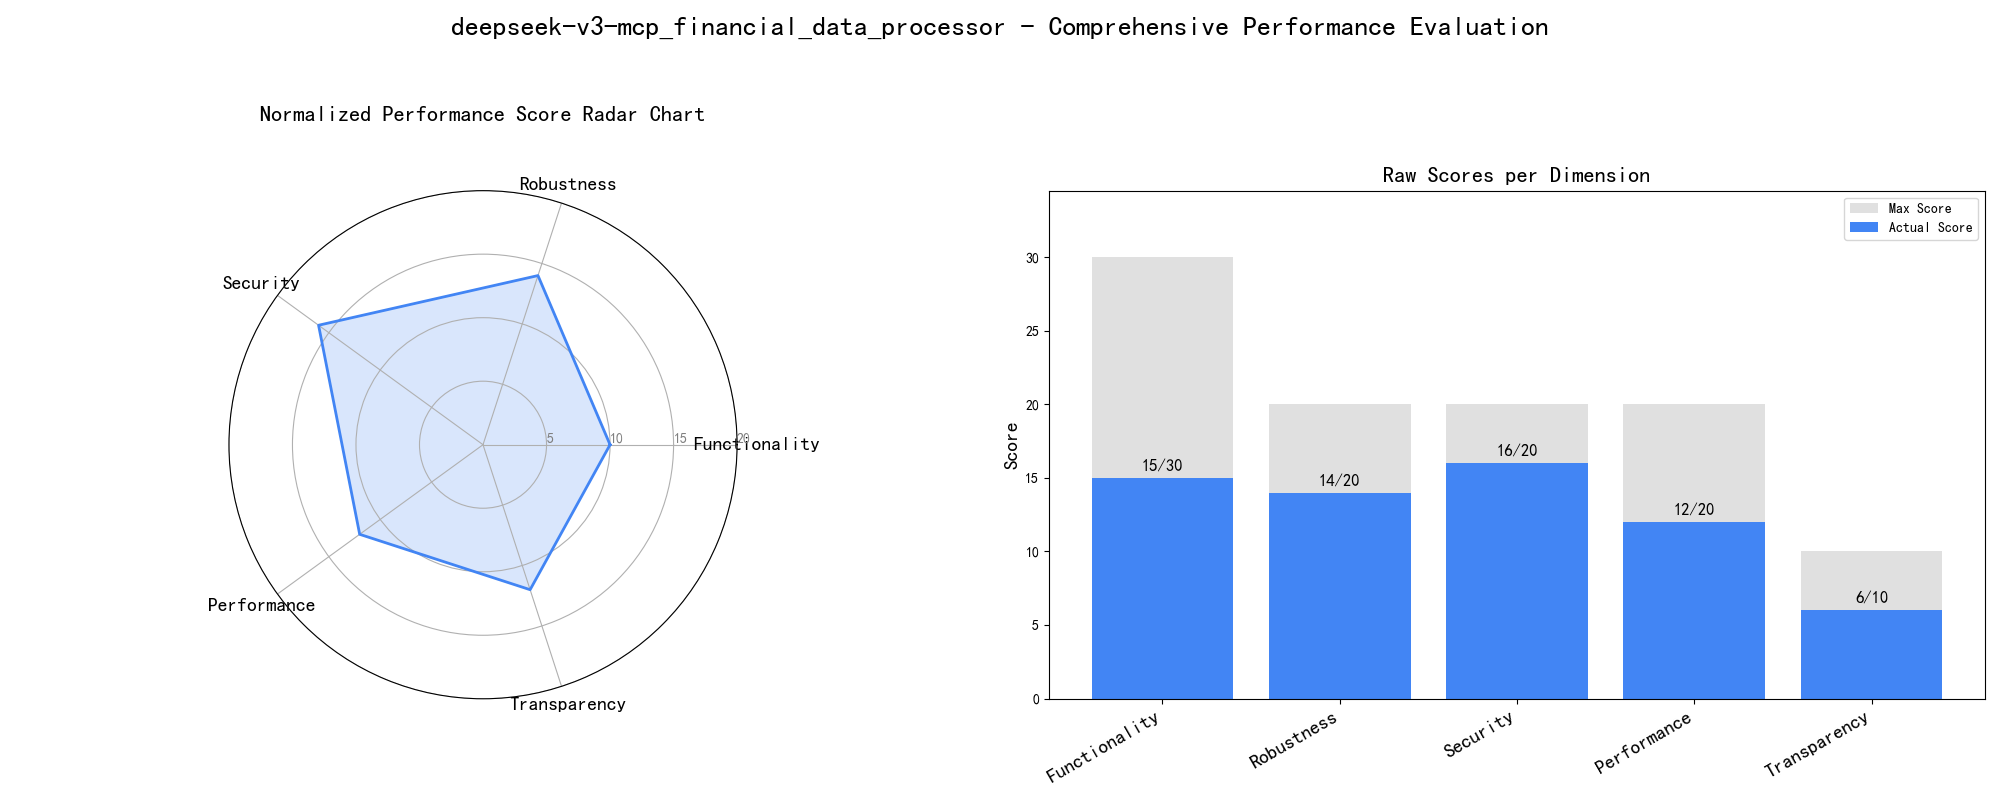 deepseek-v3-mcp_financial_data_processor - Comprehensive Performance Evaluation
Normalized Performance Score Radar Chart
Robustness
Security
5
10
15
20
Functionality
Performance
Transparency
Raw Scores per Dimension
Max Score
Actual Score
Score
30
25
20
15
10
5
0
15/30
14/20
16/20
12/20
6/10
Functionality
Robustness
Security
Performance
Transparency